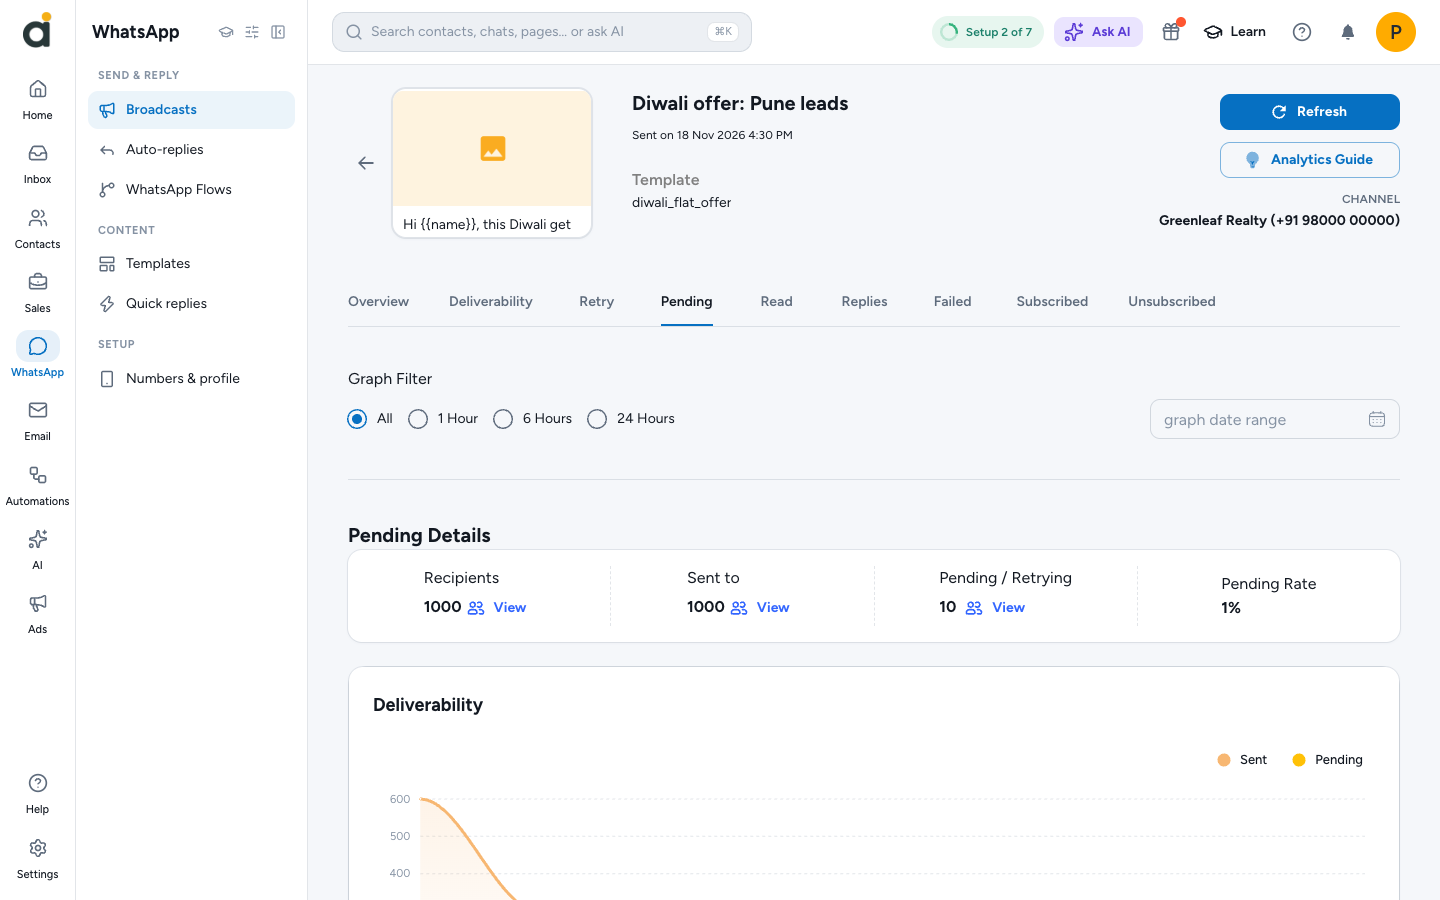 WhatsApp
Search contacts, chats, pages... or ask AI
⌘K
Setup 2 of 7
Ask AI
Learn
P
Home
Inbox
Contacts
Sales
WhatsApp
Email
Automations
AI
Ads
Help
Settings
SEND & REPLY
Broadcasts
Auto-replies
WhatsApp Flows
CONTENT
Templates
Quick replies
SETUP
Numbers & profile
Hi {{name}}, this Diwali get
Diwali offer: Pune leads
Sent on 18 Nov 2026 4:30 PM
Template
diwali_flat_offer
Refresh
Analytics Guide
CHANNEL
Greenleaf Realty (+91 98000 00000)
Overview
Deliverability
Retry
Pending
Read
Replies
Failed
Subscribed
Unsubscribed
Graph Filter
All
1 Hour
6 Hours
24 Hours
graph date range
Pending Details
Recipients
1000 View
Sent to
1000 View
Pending / Retrying
10 View
Pending Rate
1%
Deliverability
Sent
Pending
600
500
400